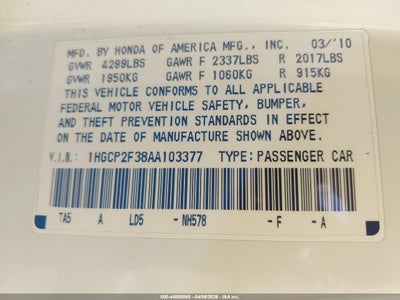 MFD. BY HONDA OF AMERICA MFG., INC. 03/'10
GVWR 4299LBS GAWR F 2337LBS R 2017LBS
GVWR 1950KG GAWR F 1060KG R 915KG
THIS VEHICLE CONFORMS TO ALL APPLICABLE
FEDERAL MOTOR VEHICLE SAFETY, BUMPER,
AND THEFT PREVENTION STANDARDS IN EFFECT
ON THE DATE OF MANUFACTURE SHOWN ABOVE.
V.I.N.: 1HGCP2F38AA103377 TYPE: PASSENGER CAR
TA5 A LD5 -NH578 -F -A